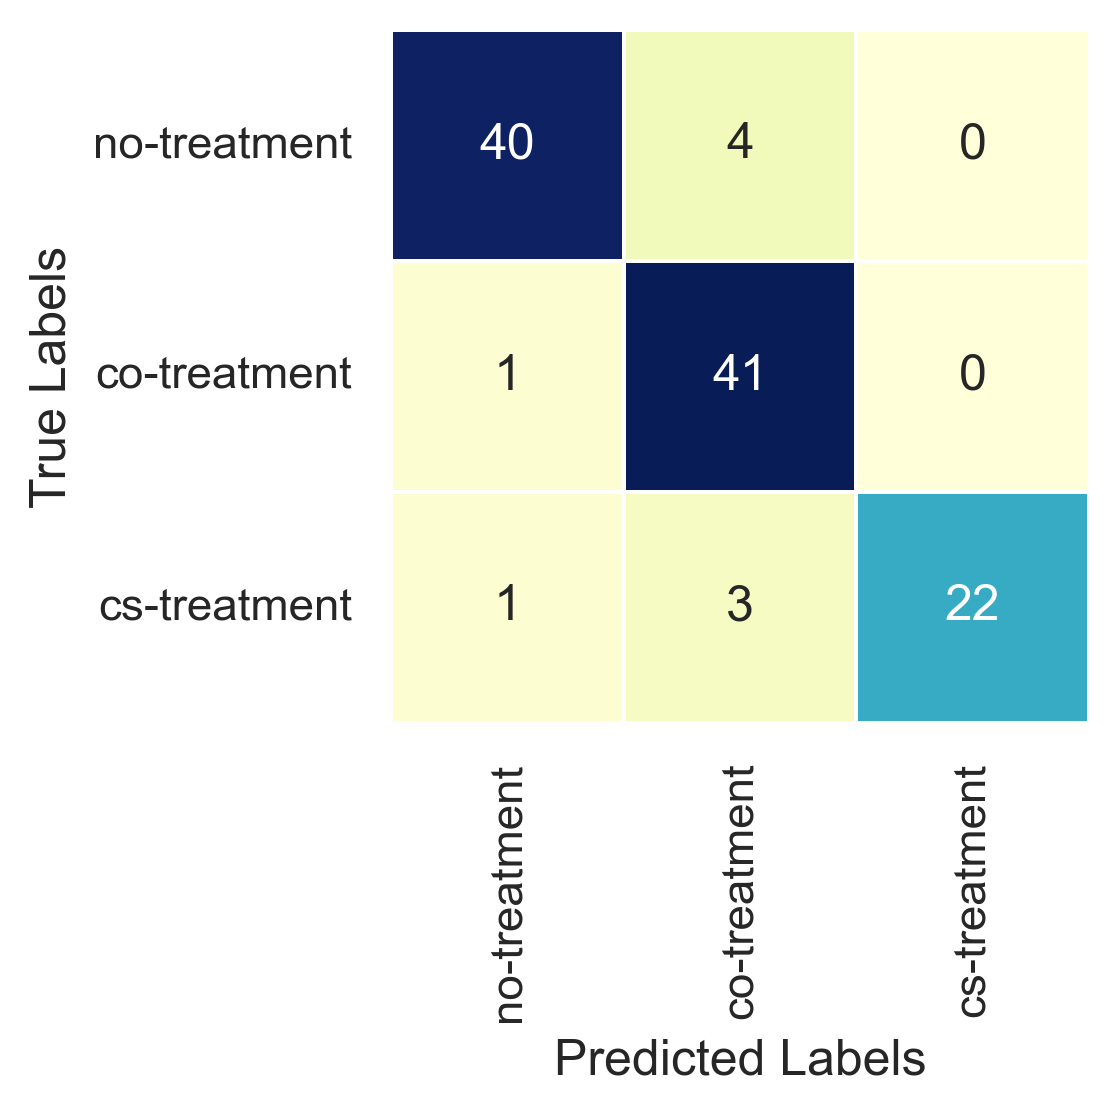 True Labels
no-treatment 40 4 0
co-treatment 1 41 0
cs-treatment 1 3 22
no-treatment
co-treatment
cs-treatment
Predicted Labels